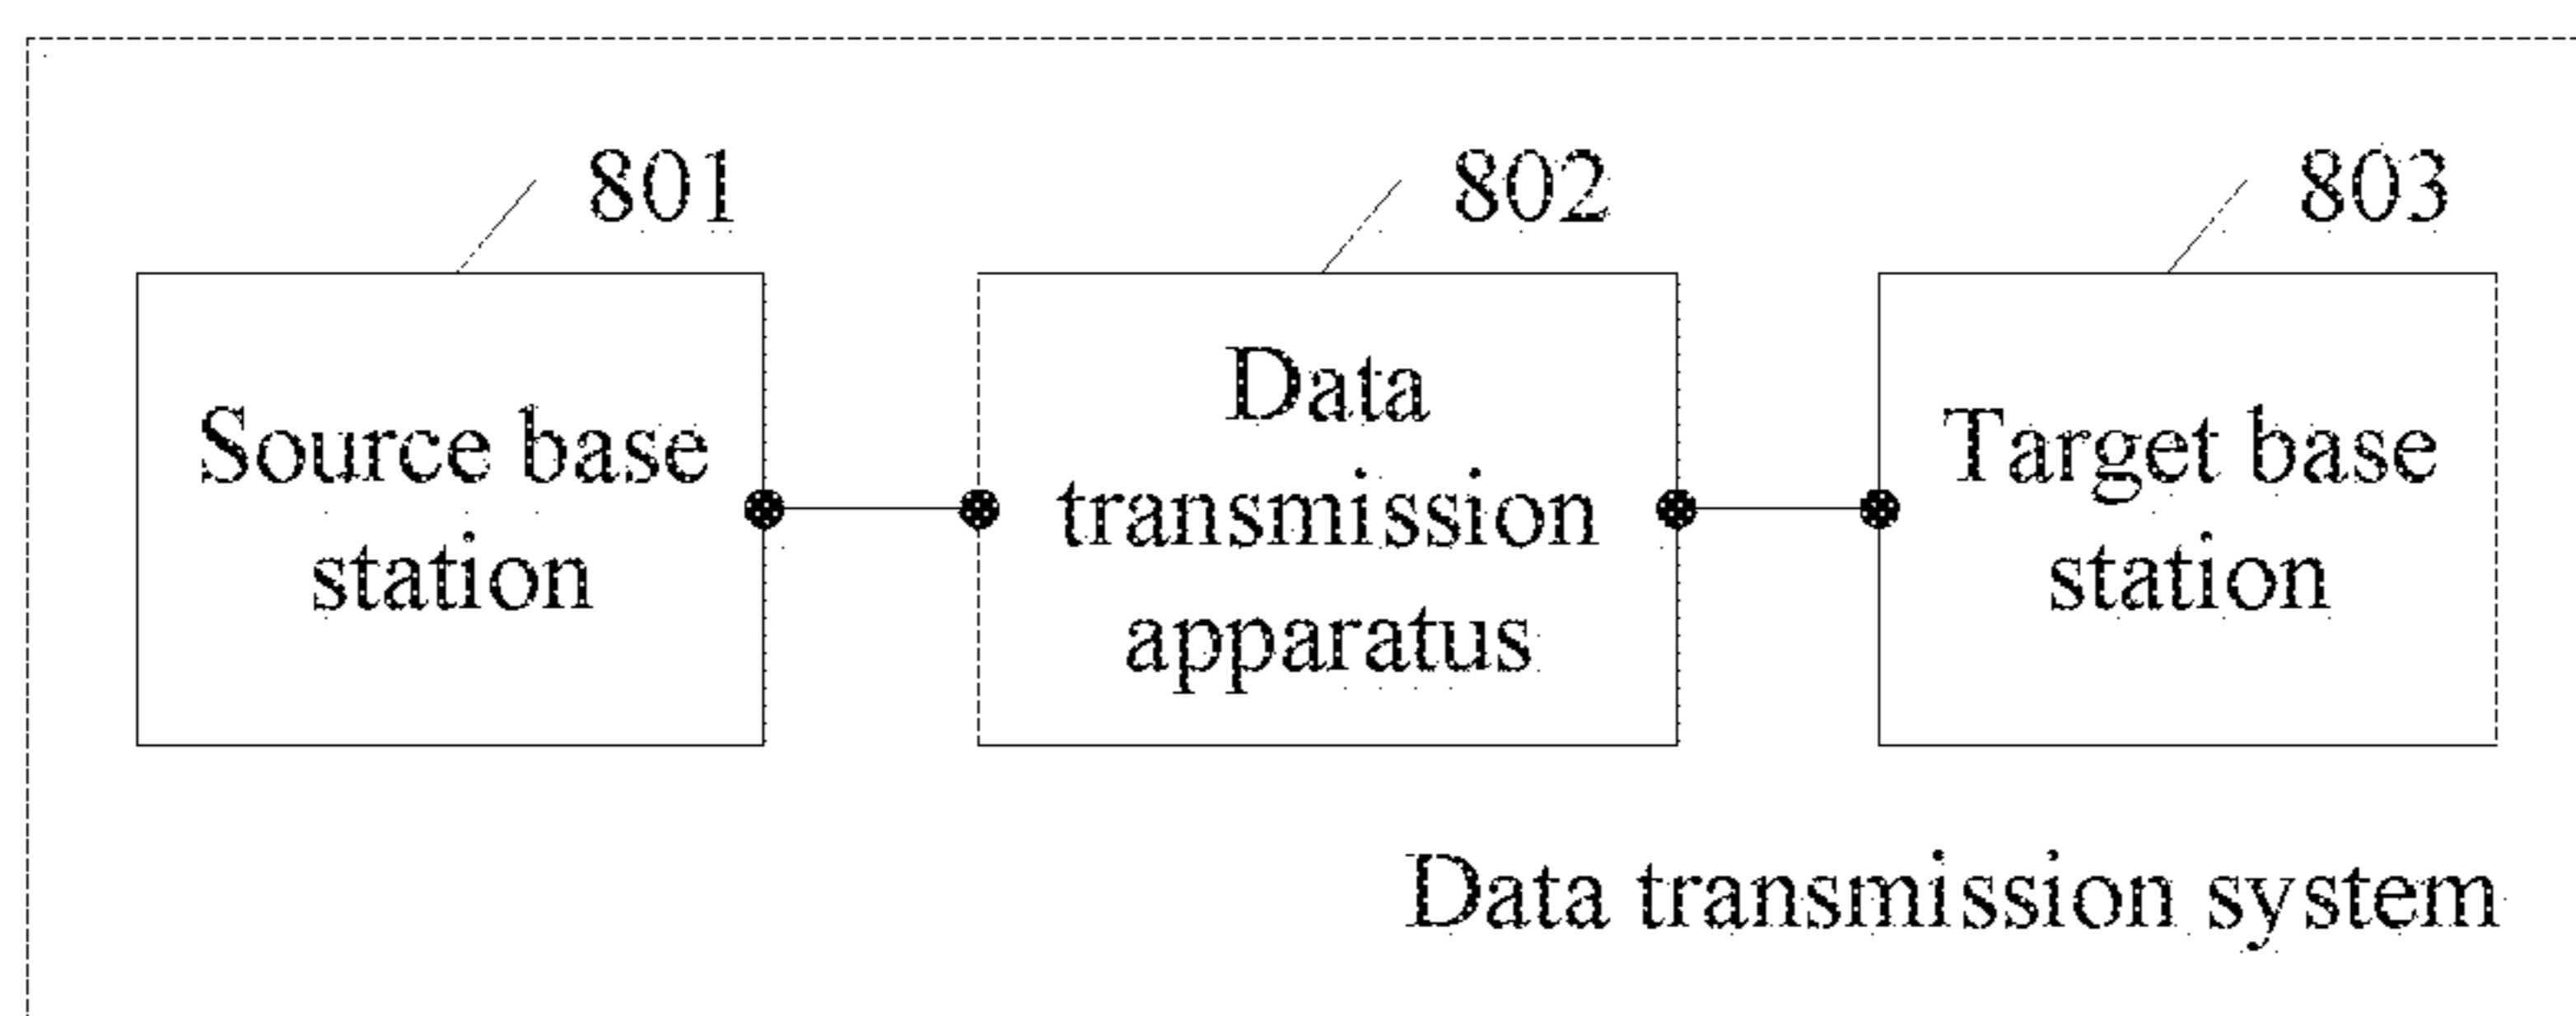 801
802
803
Source base
station
Data
transmission
apparatus
Target base
station
Data transmission system